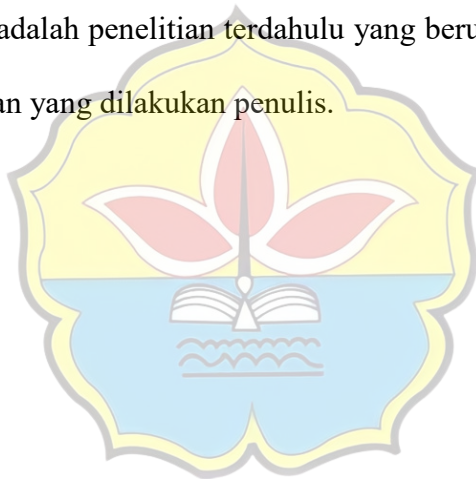 adalah penelitian terdahulu yang beru
an yang dilakukan penulis.